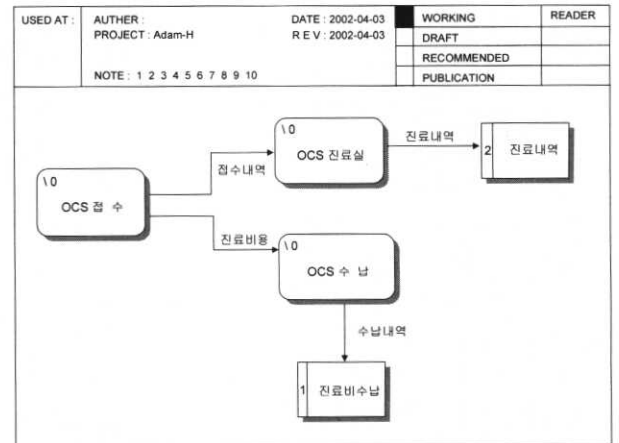 USED AT :
AUTHER :
DATE : 2002-04-03
WORKING
READER
PROJECT : Adam-H
R E V : 2002-04-03
DRAFT
RECOMMENDED
NOTE : 1 2 3 4 5 6 7 8 9 10
PUBLICATION
\ 0
OCS 진료실
진료내역
2
진료내역
접수내역
\ 0
OCS 접 수
진료비용
\ 0
OCS 수 납
수납내역
1
진료비수납